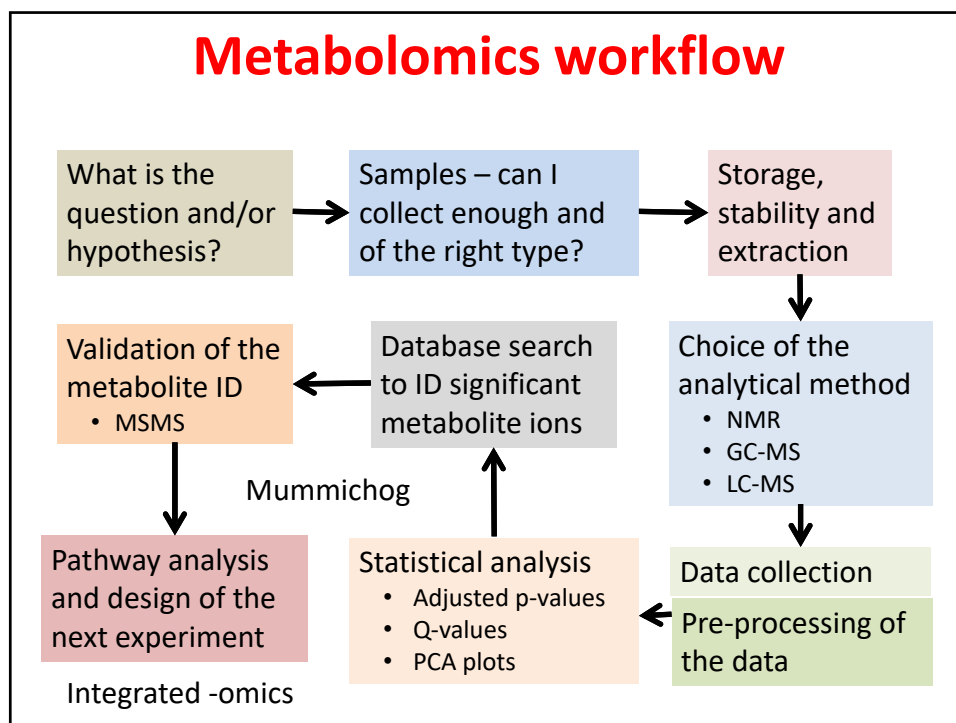 Metabolomics workflow
What is the
question and/or
hypothesis?
Samples – can I
collect enough and
of the right type?
Storage,
stability and
extraction
Choice of the
analytical method
• NMR
• GC-MS
• LC-MS
Data collection
Pre-processing of
the data
Statistical analysis
• Adjusted p-values
• Q-values
• PCA plots
Database search
to ID significant
metabolite ions
Validation of the
metabolite ID
• MSMS
Mummichog
Pathway analysis
and design of the
next experiment
Integrated -omics